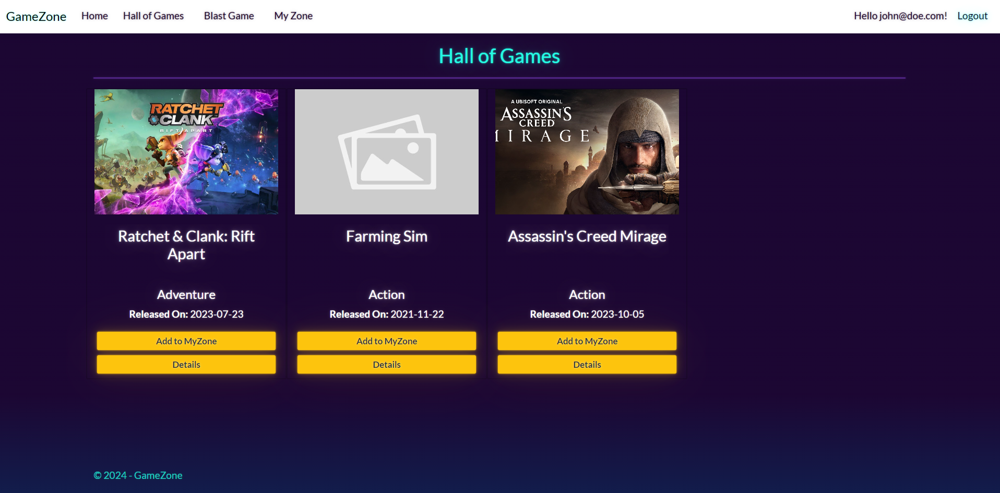 GameZone Home Hall of Games Blast Game My Zone Hello john@doe.com! Logout
Hall of Games
RATCHET
CLANK
RIFT APART
A UBISOFT ORIGINAL
ASSASSIN'S
CREED
MIRAGE
Ratchet & Clank: Rift
Apart
Farming Sim
Assassin's Creed Mirage
Adventure
Action
Action
Released On: 2023-07-23
Released On: 2021-11-22
Released On: 2023-10-05
Add to MyZone
Add to MyZone
Add to MyZone
Details
Details
Details
© 2024 - GameZone